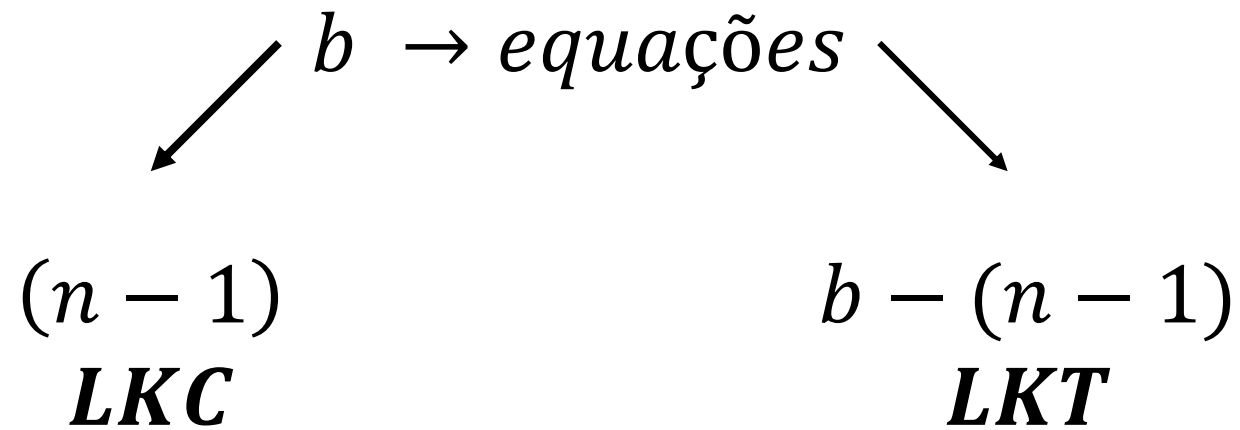 b → equações
(n − 1)
b − (n − 1)
LKC
LKT